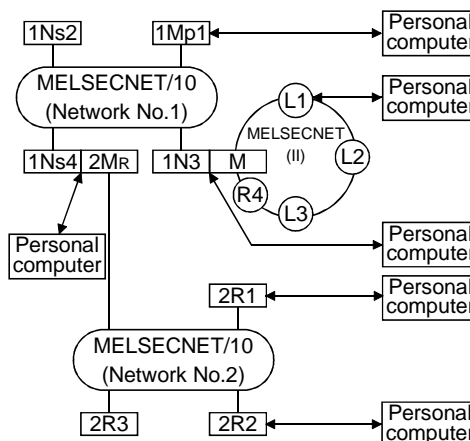 1Ns2
1Mp1
Personal
computer
MELSECNET/10
(Network No.1)
Personal
computer
L1
MELSECNET
(II)
L2
1Ns4
2MR
1N3
M
R4
L3
Personal
computer
Personal
computer
2R1
Personal
computer
MELSECNET/10
(Network No.2)
2R3
2R2
Personal
computer